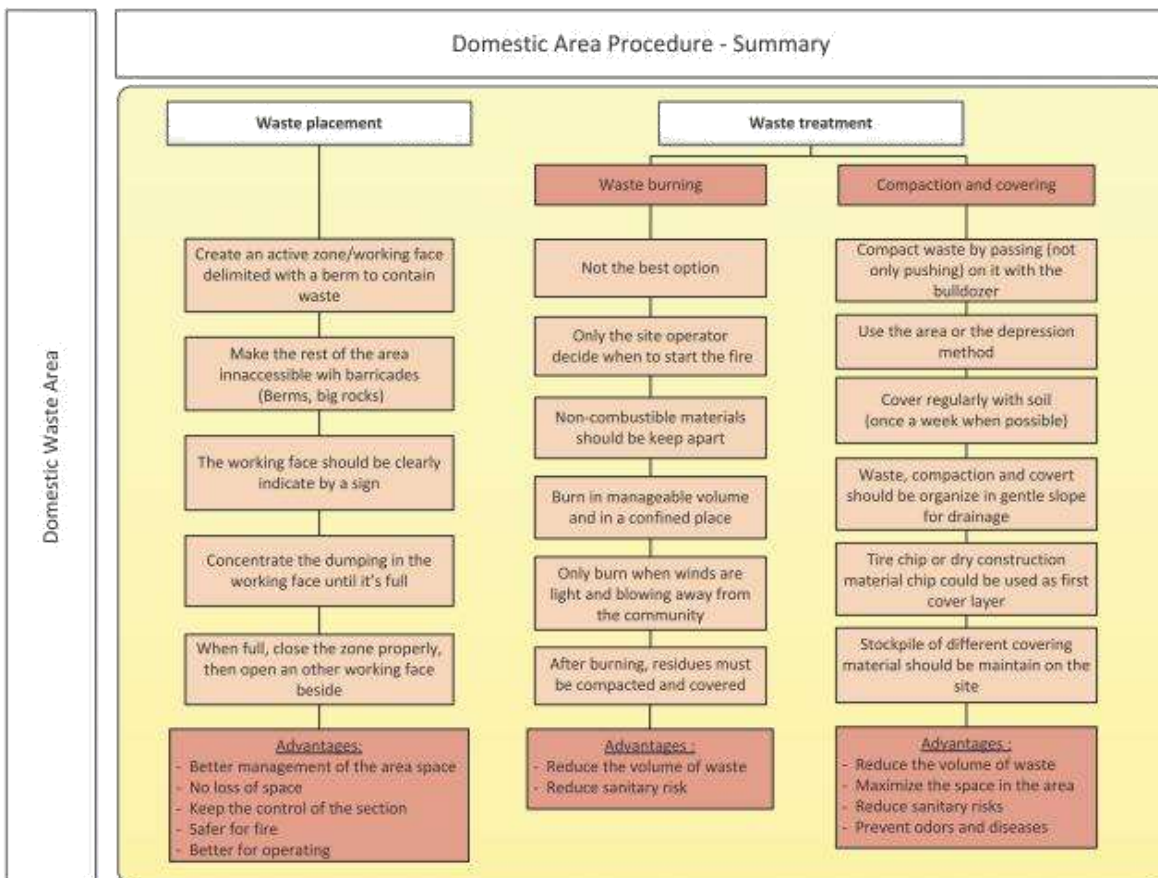 Domestic Area Procedure - Summary
Domestic Waste Area
Waste placement
Create an active zone/working face
delimited with a berm to contain
waste
Make the rest of the area
innaccessible wih barricades
(Berms, big rocks)
The working face should be clearly
indicate by a sign
Concentrate the dumping in the
working face until it's full
When full, close the zone properly,
then open an other working face
beside
Advantages:
- Better management of the area space
- No loss of space
- Keep the control of the section
- Safer for fire
- Better for operating
Waste treatment
Waste burning
Not the best option
Only the site operator
decide when to start the fire
Non-combustible materials
should be keep apart
Burn in manageable volume
and in a confined place
Only burn when winds are
light and blowing away from
the community
After burning, residues must
be compacted and covered
Advantages :
- Reduce the volume of waste
- Reduce sanitary risk
Compaction and covering
Compact waste by passing (not
only pushing) on it with the
bulldozer
Use the area or the depression
method
Cover regularly with soil
(once a week when possible)
Waste, compaction and covert
should be organize in gentle slope
for drainage
Tire chip or dry construction
material chip could be used as first
cover layer
Stockpile of different covering
material should be maintain on the
site
Advantages :
- Reduce the volume of waste
- Maximize the space in the area
- Reduce sanitary risks
- Prevent odors and diseases